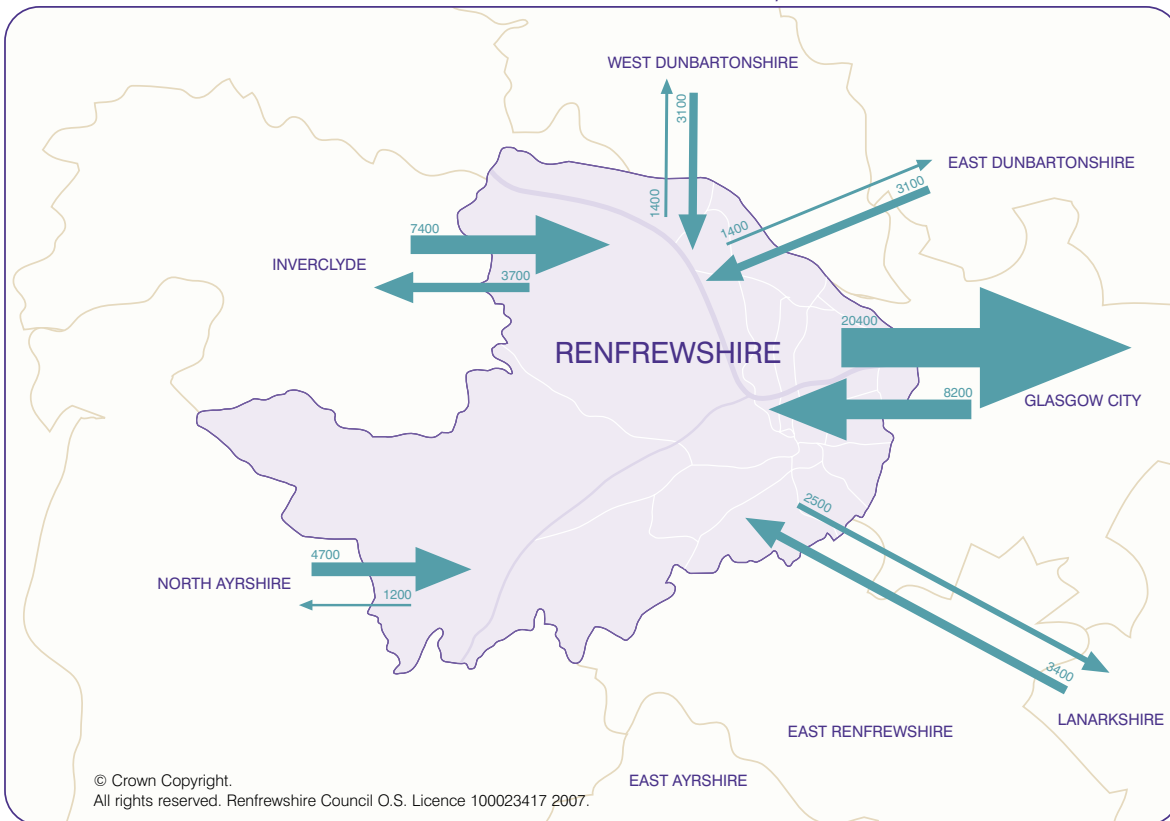 WEST DUNBARTONSHIRE
3100
1400
EAST DUNBARTONSHIRE
3100
1400
7400
INVERCLYDE
3700
20400
RENFREWSHIRE
8200
GLASGOW CITY
2500
4700
NORTH AYRSHIRE
1200
3400
LANARKSHIRE
EAST RENFREWSHIRE
EAST AYRSHIRE
© Crown Copyright.
All rights reserved. Renfrewshire Council O.S. Licence 100023417 2007.